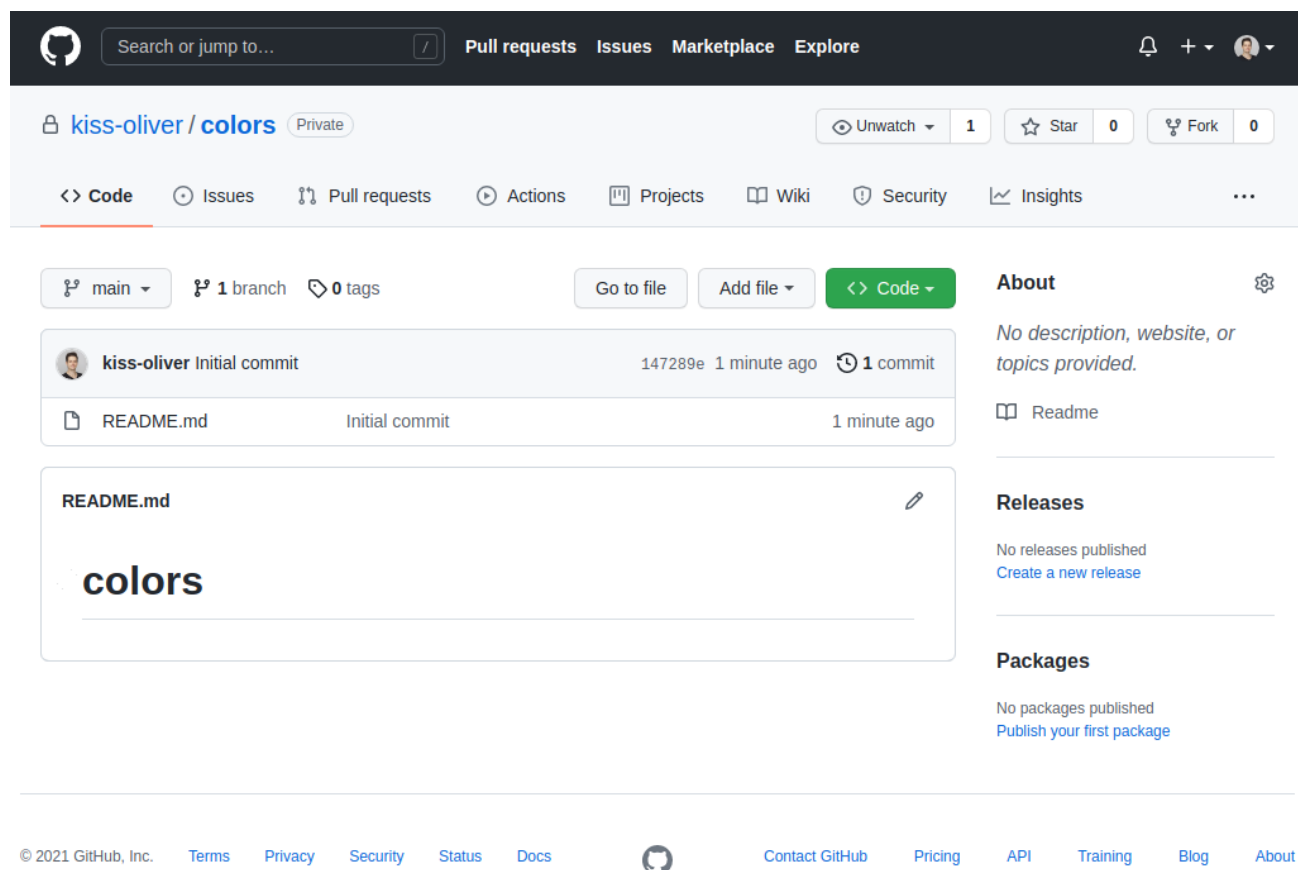 Search or jump to… / Pull requests Issues Marketplace Explore
kiss-oliver / colors Private Unwatch 1 Star 0 Fork 0
Code Issues Pull requests Actions Projects Wiki Security Insights ...
main 1 branch 0 tags Go to file Add file Code
kiss-oliver Initial commit 147289e 1 minute ago 1 commit
README.md Initial commit 1 minute ago
README.md
colors
About
No description, website, or
topics provided.
Readme
Releases
No releases published
Create a new release
Packages
No packages published
Publish your first package
© 2021 GitHub, Inc. Terms Privacy Security Status Docs Contact GitHub Pricing API Training Blog About